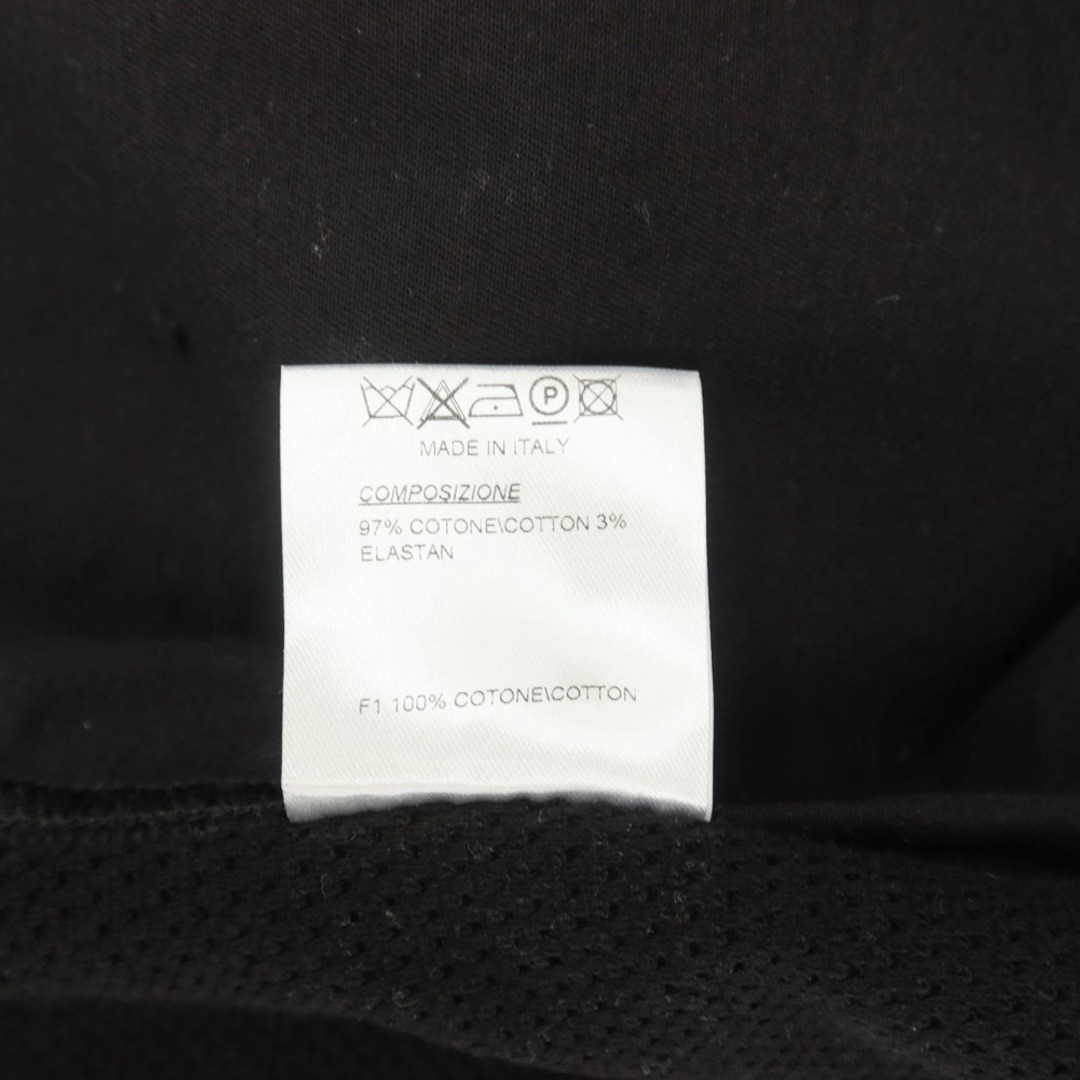 P
MADE IN ITALY
COMPOSIZIONE
97% COTONE\COTTON 3%
ELASTAN
F1 100% COTONE\COTTON